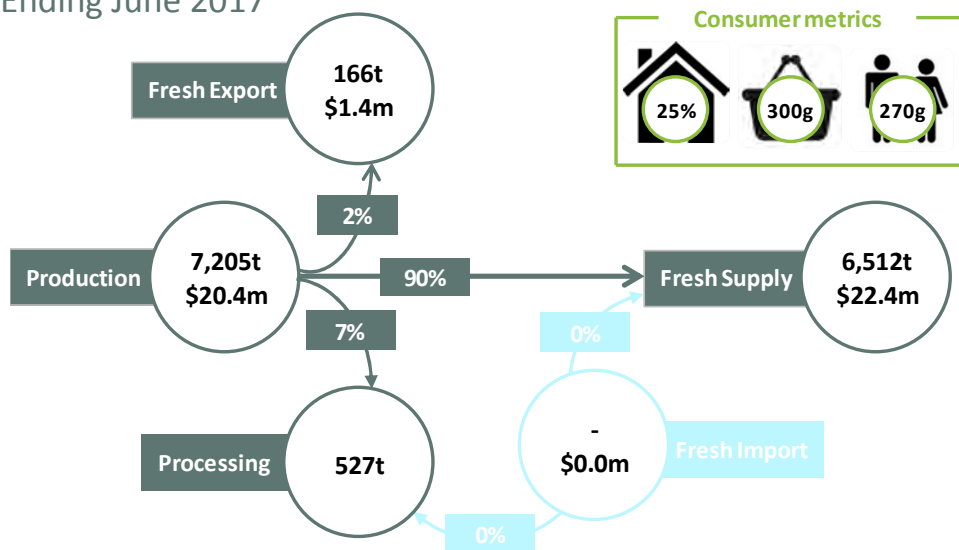 Ending June 2017
Consumer metrics
25%
300g
270g
Fresh Export
166t
$1.4m
2%
Production
7,205t
$20.4m
90%
Fresh Supply
6,512t
$22.4m
7%
0%
Processing
527t
-
$0.0m
Fresh Import
0%